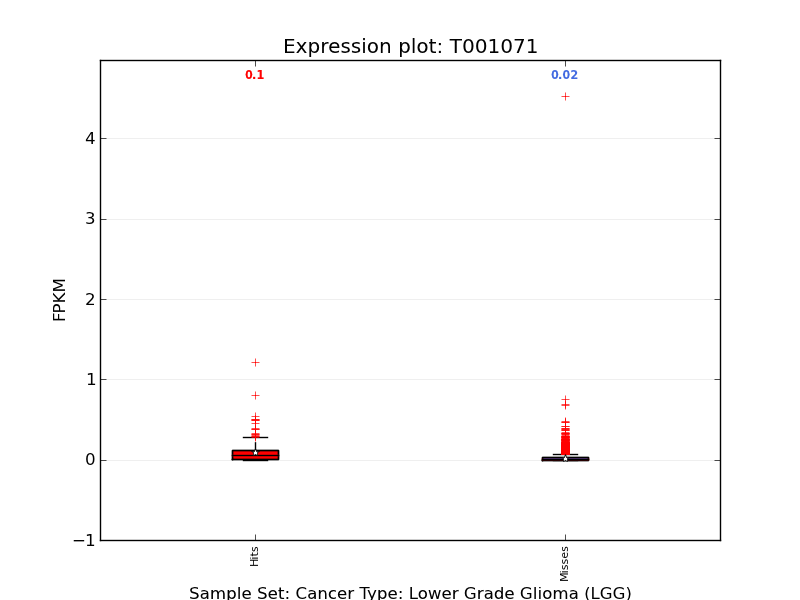 Expression plot: T001071
0.1
0.02
4
3
2
1
0
−1
FPKM
Hits
Misses
Sample Set: Cancer Type: Lower Grade Glioma (LGG)